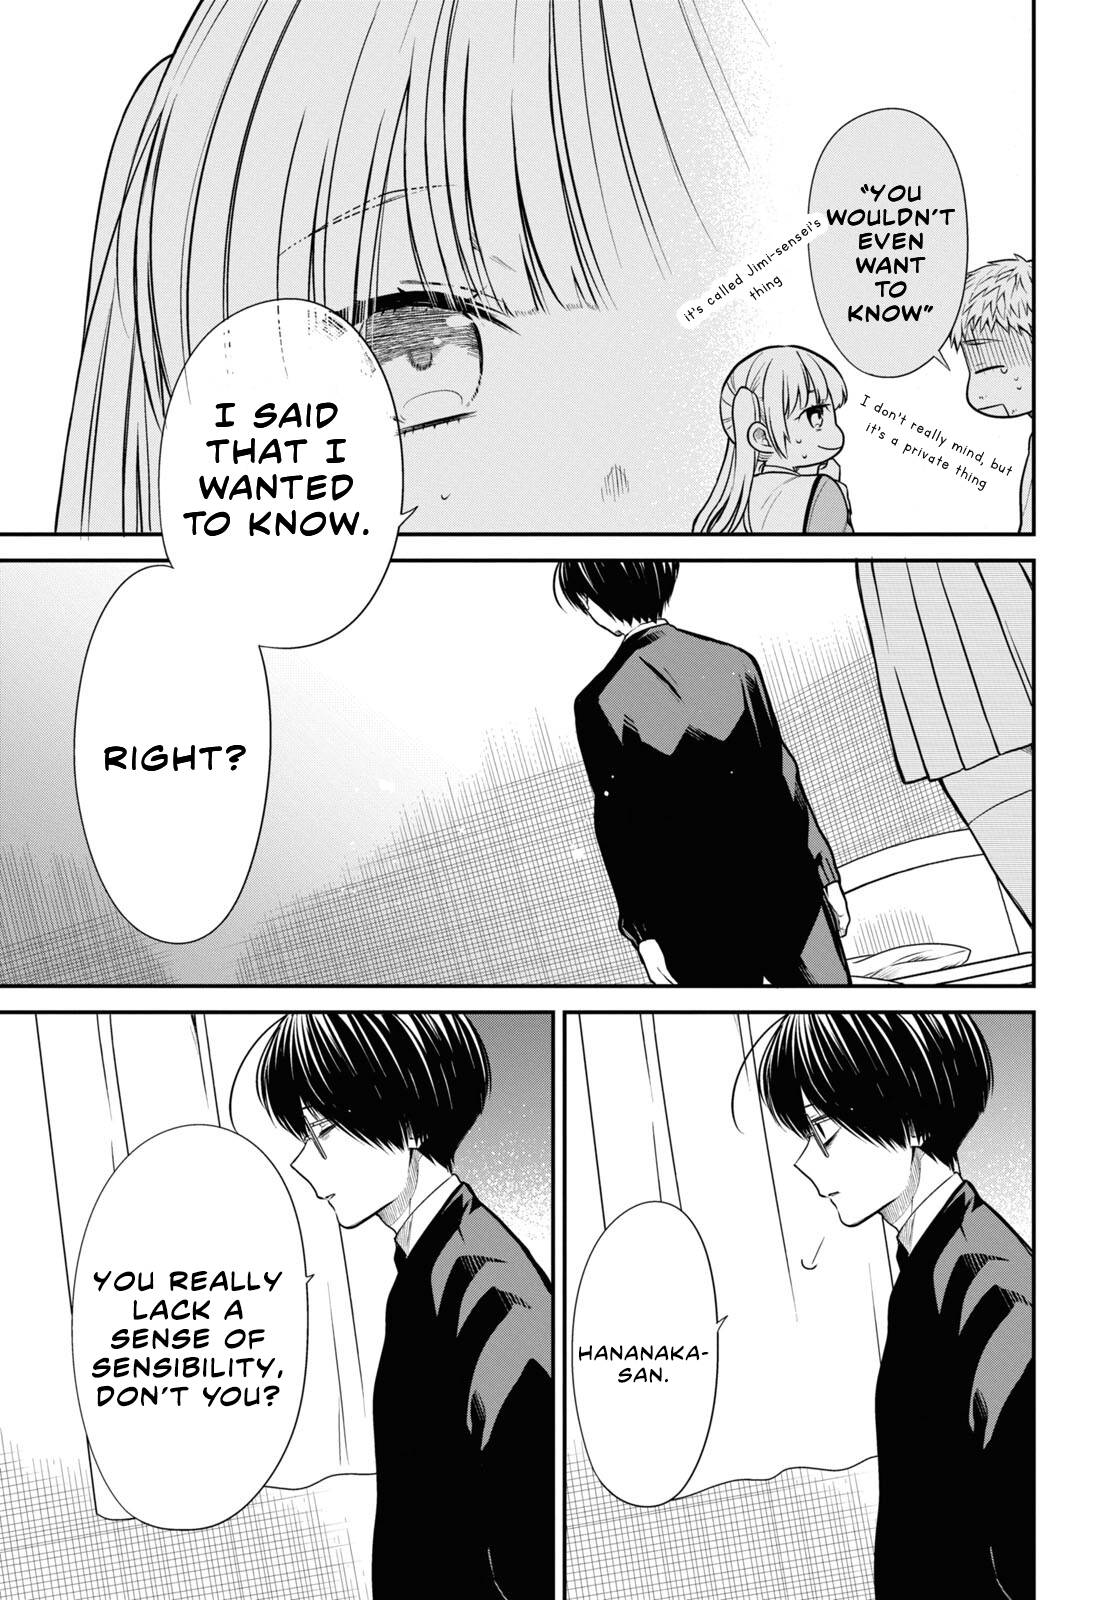 "YOU
WOULDN'T
EVEN
WANT
TO
KNOW"
it's called Jimi-sensei's
thing
I don't really mind, but
it's a private thing
I SAID
THAT I
WANTED
TO KNOW.
RIGHT?
HANANAKA-
SAN.
YOU REALLY
LACK A
SENSE OF
SENSIBILITY,
DON'T YOU?